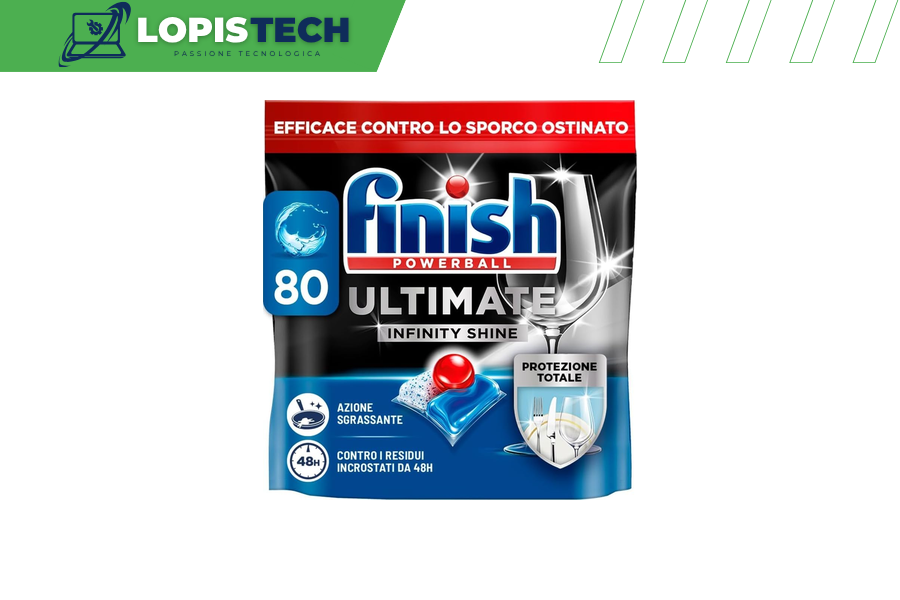 LOPISTECH
PASSIONE TECNOLOGICA
EFFICACE CONTRO LO SPORCO OSTINATO
finish
POWERBALL
80
ULTIMATE
INFINITY SHINE
PROTEZIONE
TOTALE
AZIONE
SGRASSANTE
48H
CONTRO I RESIDUI
INCROSTATI DA 48H